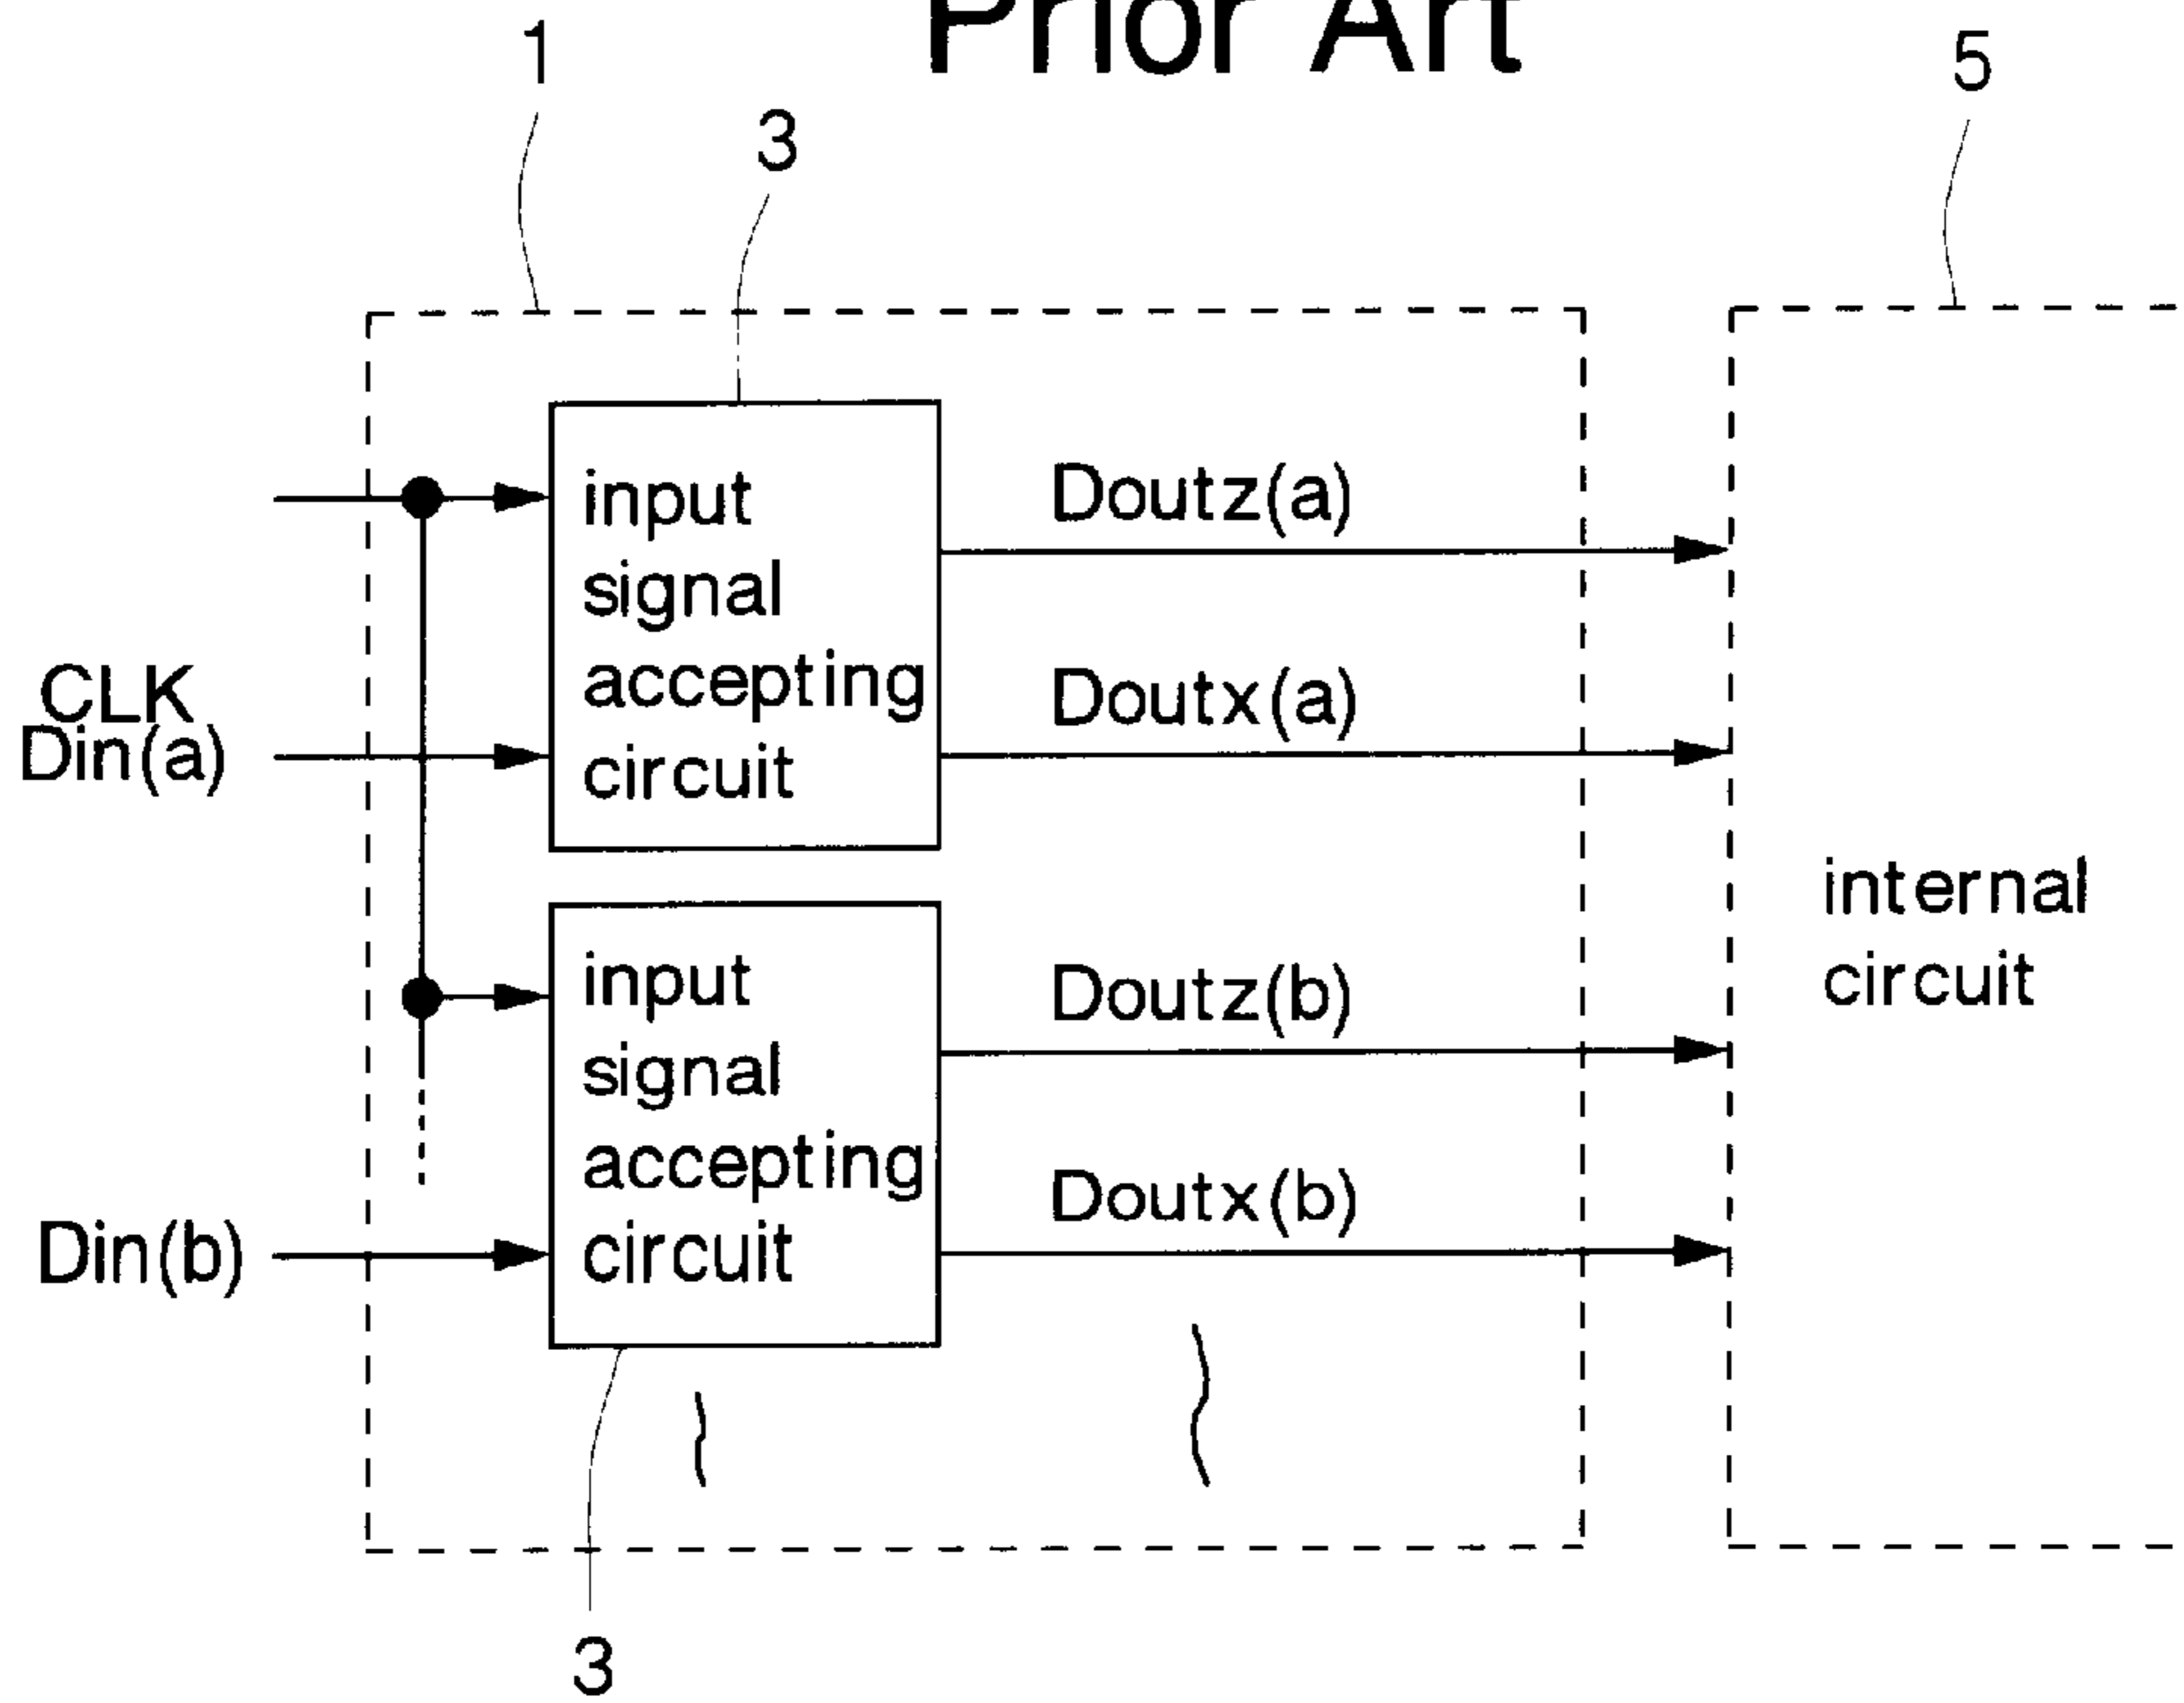 Prior Art
1
3
5
input
signal
accepting
circuit
Doutz(a)
Doutx(a)
CLK
Din(a)
internal
circuit
input
signal
accepting
circuit
Doutz(b)
Doutx(b)
Din(b)
3